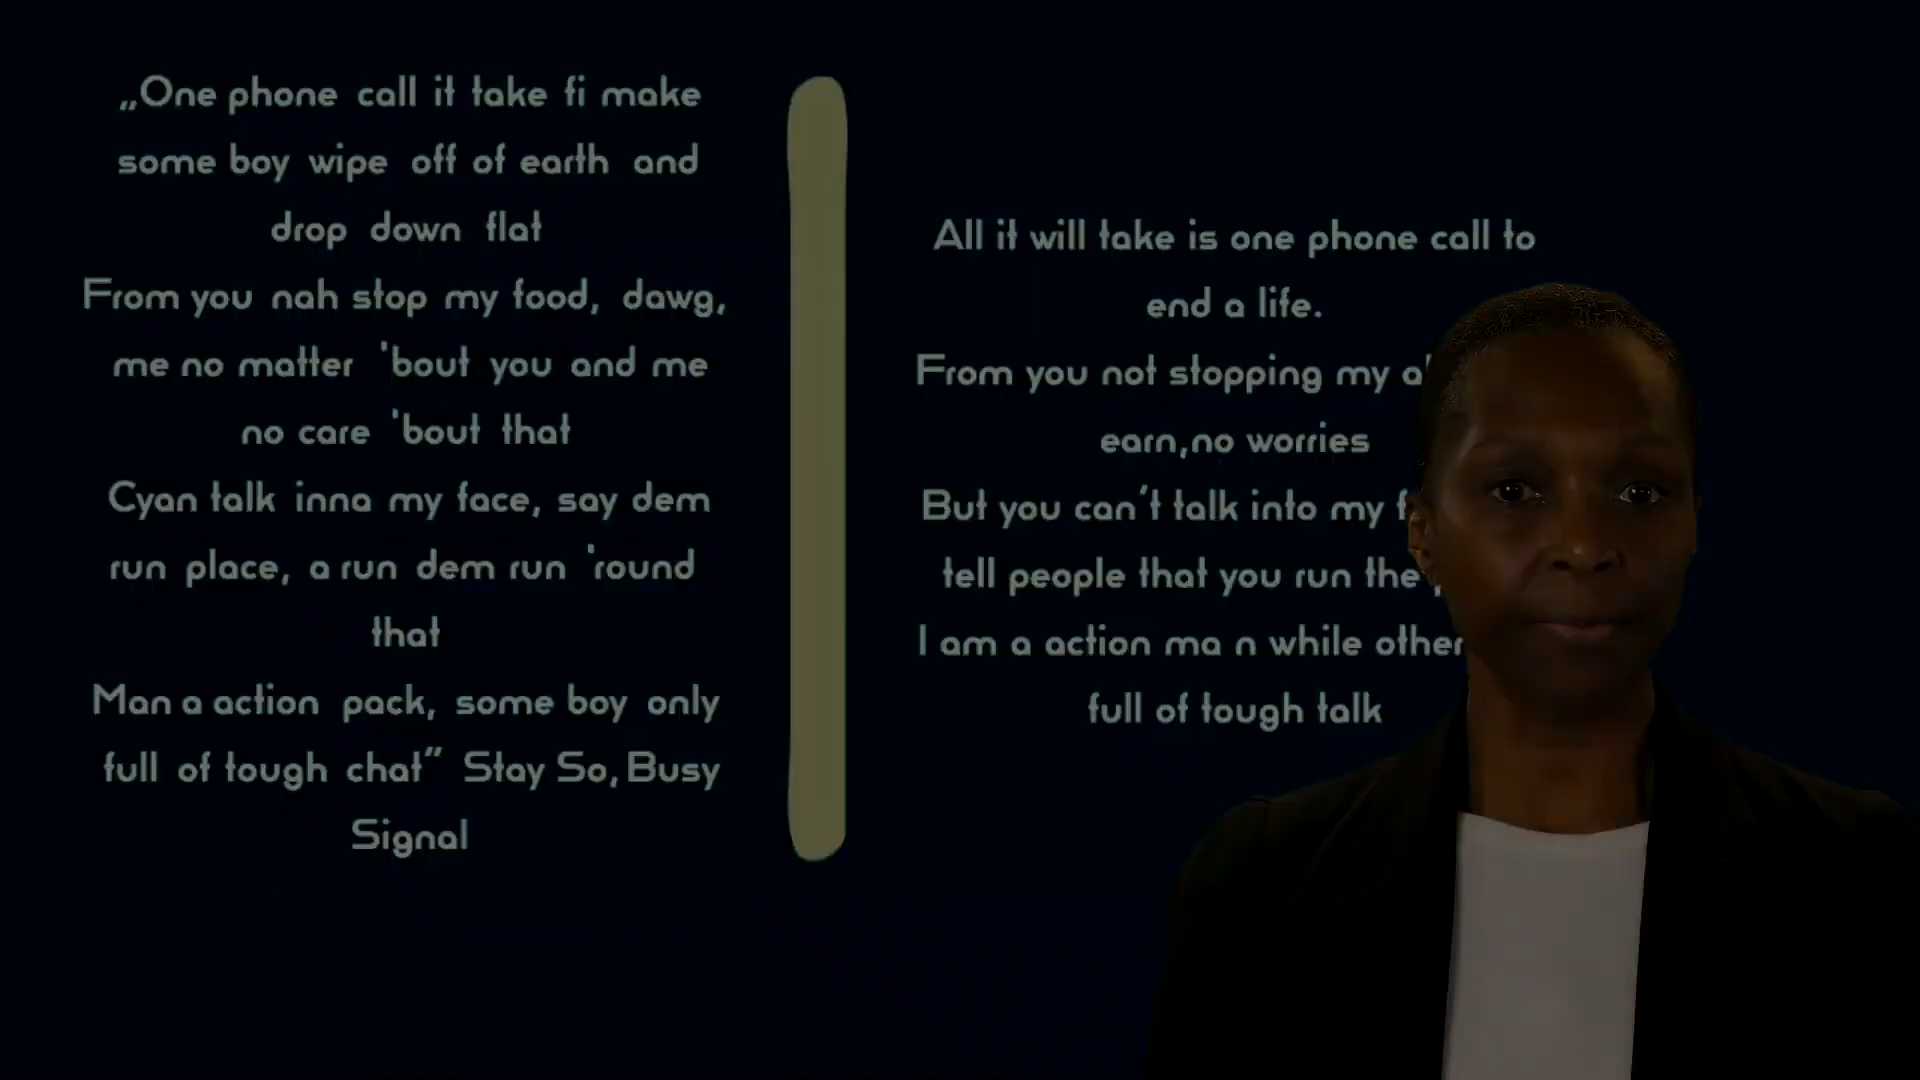 „One phone call it take fi make
some boy wipe off of earth and
drop down flat
From you nah stop my food, dawg,
me no matter 'bout you and me
no care 'bout that
Cyan talk inna my face, say dem
run place, a run dem run 'round
that
Man a action pack, some boy only
full of tough chat” Stay So, Busy
Signal
All it will take is one phone call to
end a life.
From you not stopping my
earn,no worries
But you can't talk into my
tell people that you run the
I am a action ma n while other
full of tough talk